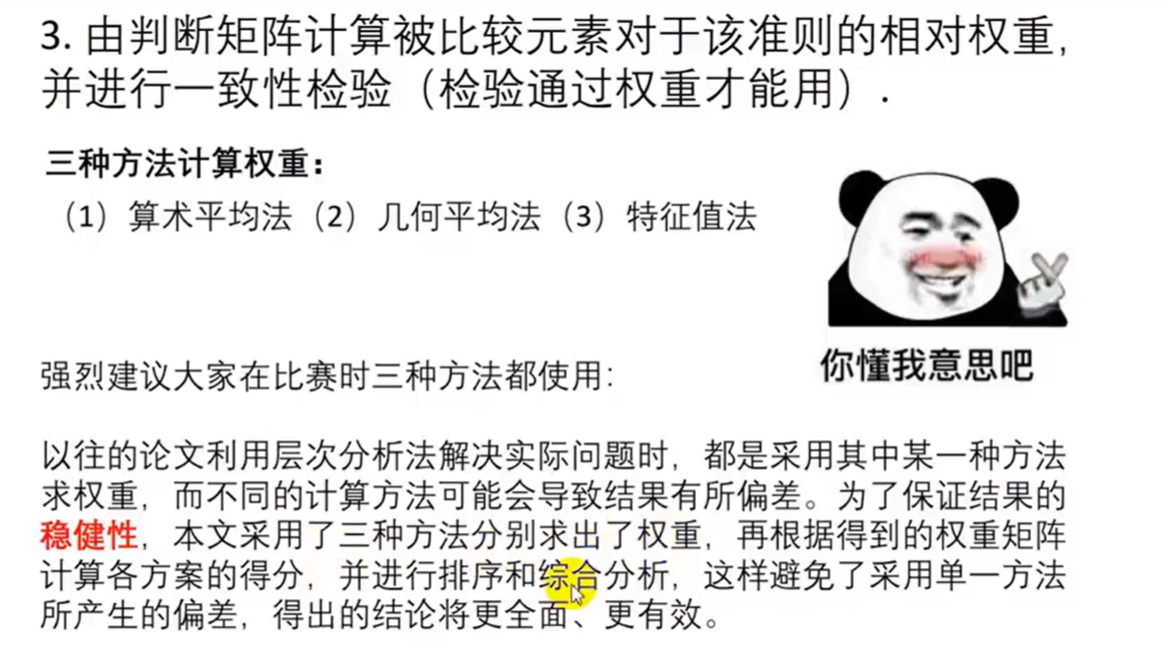 3. 由判断矩阵计算被比较元素对于该准则的相对权重，
并进行一致性检验（检验通过权重才能用）.
三种方法计算权重：
（1）算术平均法（2）几何平均法（3）特征值法
你懂我意思吧
强烈建议大家在比赛时三种方法都使用：
以往的论文利用层次分析法解决实际问题时，都是采用其中某一种方法
求权重，而不同的计算方法可能会导致结果有所偏差。为了保证结果的
稳健性，本文采用了三种方法分别求出了权重，再根据得到的权重矩阵
计算各方案的得分，并进行排序和综合分析，这样避免了采用单一方法
所产生的偏差，得出的结论将更全面、更有效。